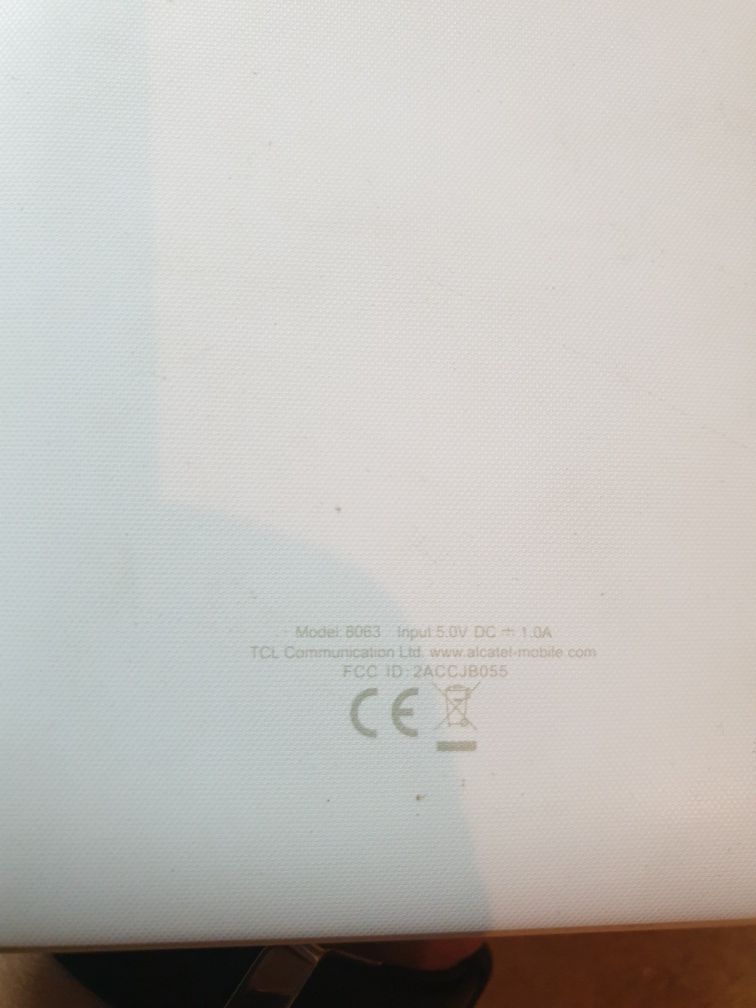 Model: 8063 Input 5.0V DC ⎓ 1.0A
TCL Communication Ltd. www.alcatel-mobile.com
FCC ID: 2ACCJB055
CE